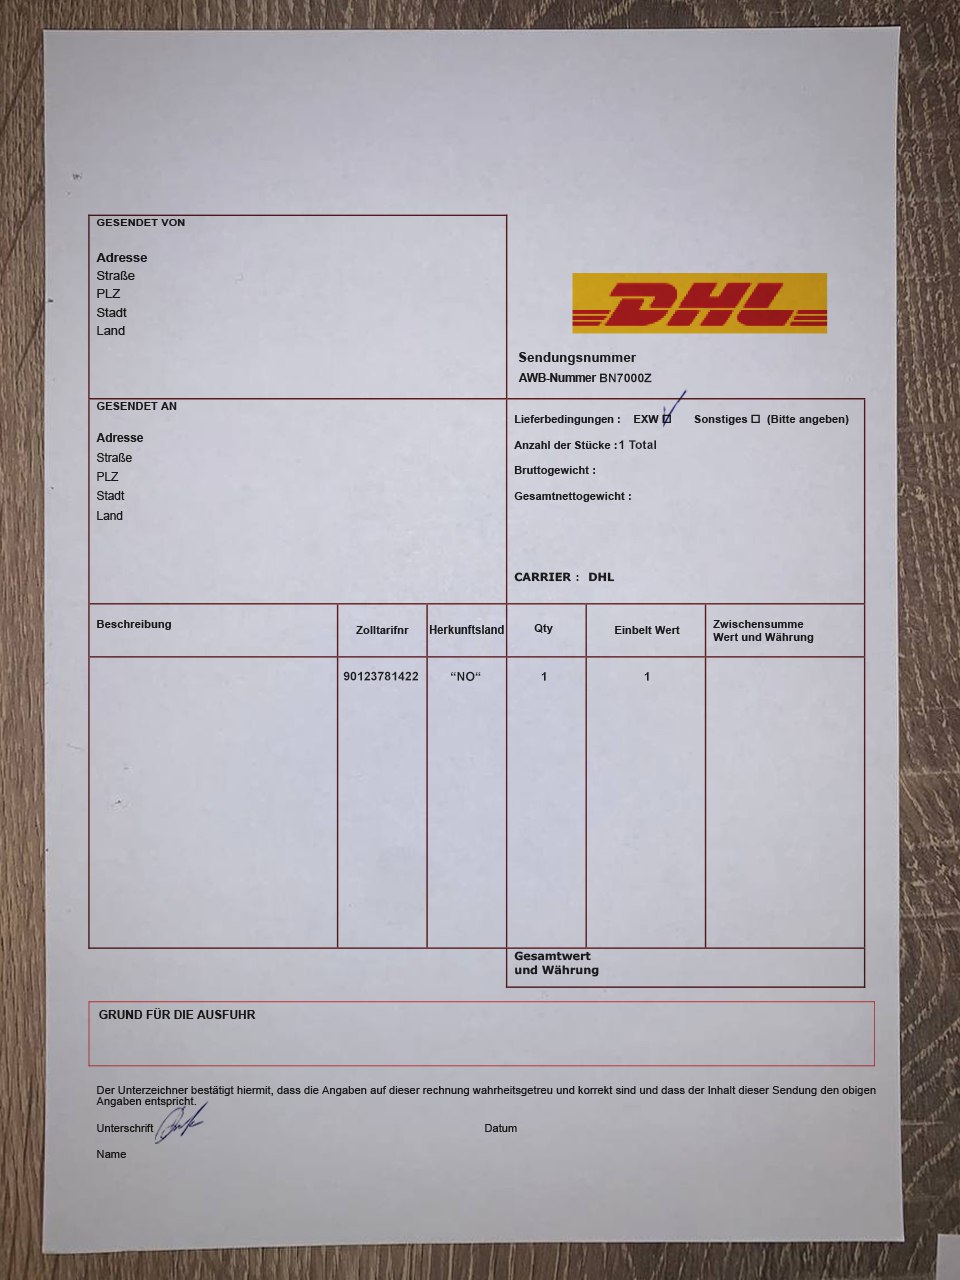 GESENDET VON
Adresse
Straße
PLZ
Stadt
Land
DHL
Sendungsnummer
AWB-Nummer BN7000Z
GESENDET AN
Adresse
Straße
PLZ
Stadt
Land
Lieferbedingungen : EXW ☑ Sonstiges ☐ (Bitte angeben)
Anzahl der Stücke :1 Total
Bruttogewicht :
Gesamtnettogewicht :
CARRIER : DHL
Beschreibung Zolltarifnr Herkunftsland Qty Einbelt Wert Zwischensumme
Wert und Währung
90123781422 “NO“ 1 1
Gesamtwert
und Währung
GRUND FÜR DIE AUSFUHR
Der Unterzeichner bestätigt hiermit, dass die Angaben auf dieser rechnung wahrheitsgetreu und korrekt sind und dass der Inhalt dieser Sendung den obigen
Angaben entspricht.
Unterschrift Datum
Name